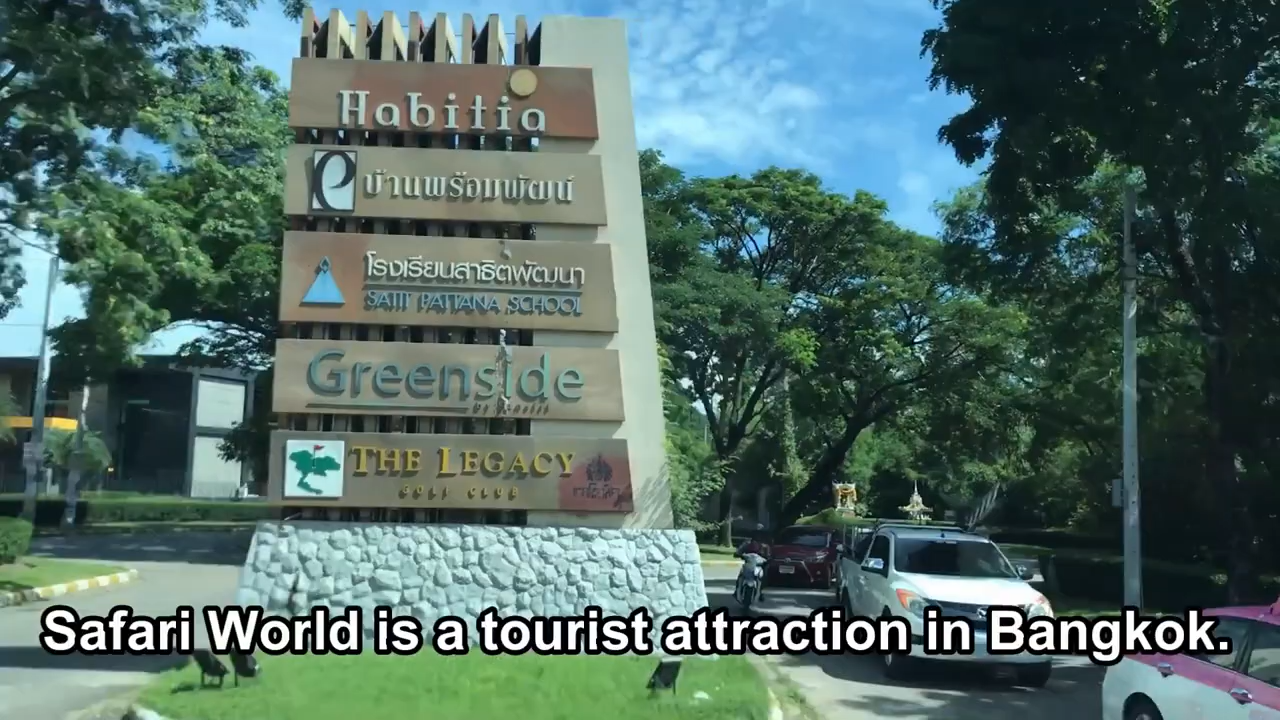 Habitia
บ้านพร้อมพัฒน์
โรงเรียนสาธิตพัฒนา
SATIT PATTANA SCHOOL
Greenside
THE LEGACY
GOLF CLUB
Safari World is a tourist attraction in Bangkok.